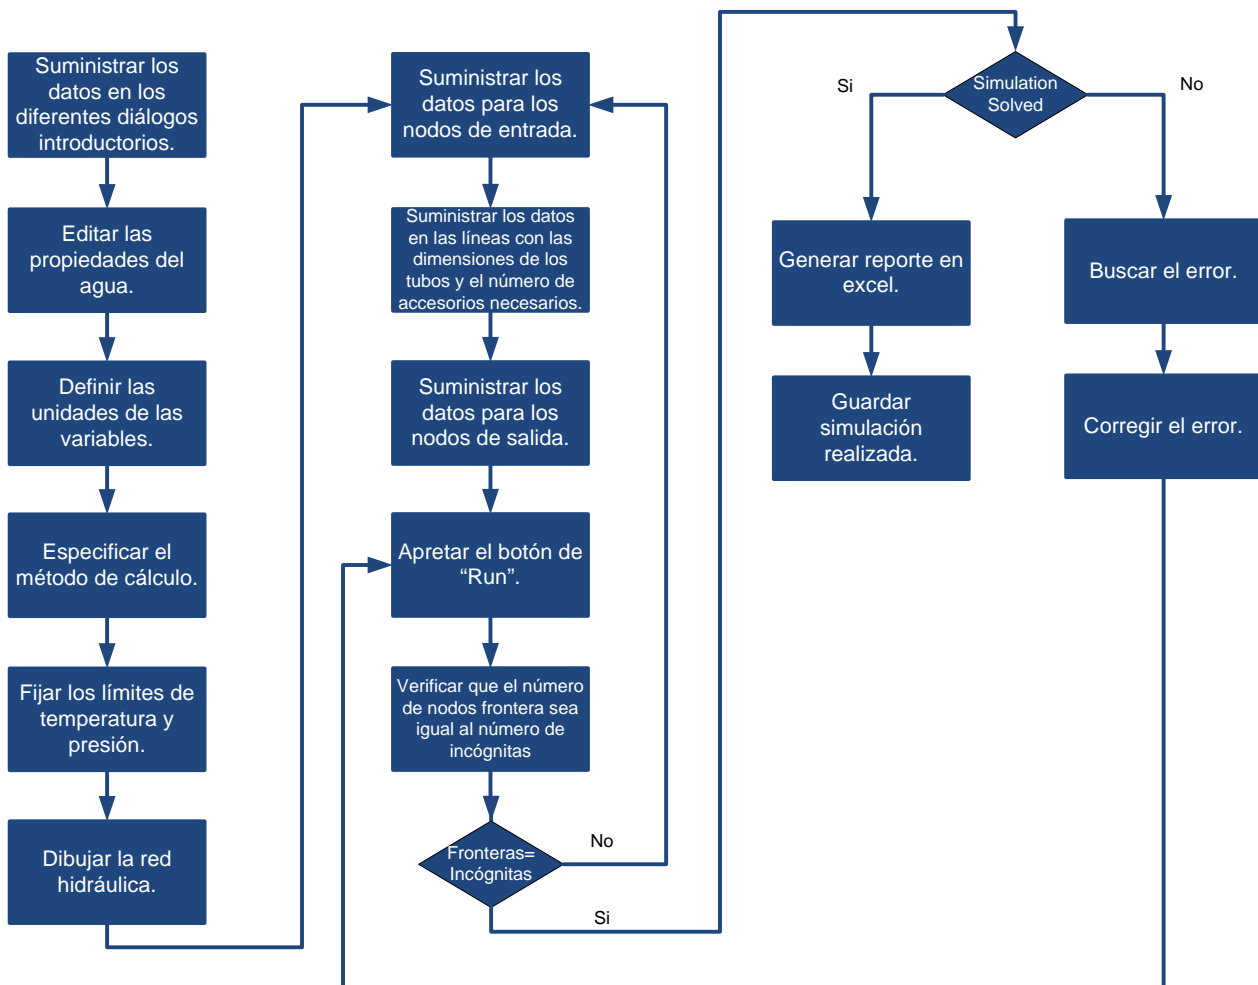 Suministrar los
datos en los
diferentes diálogos
introductorios.
Editar las
propiedades del
agua.
Definir las
unidades de las
variables.
Especificar el
método de cálculo.
Fijar los límites de
temperatura y
presión.
Dibujar la red
hidráulica.
Suministrar los
datos para los
nodos de entrada.
Suministrar los datos
en las líneas con las
dimensiones de los
tubos y el número de
accesorios necesarios.
Suministrar los
datos para los
nodos de salida.
Apretar el botón de
“Run”.
Verificar que el número
de nodos frontera sea
igual al número de
incógnitas
Fronteras=
Incógnitas
No
Si
Simulation
Solved
Si
No
Generar reporte en
excel.
Guardar
simulación
realizada.
Buscar el error.
Corregir el error.